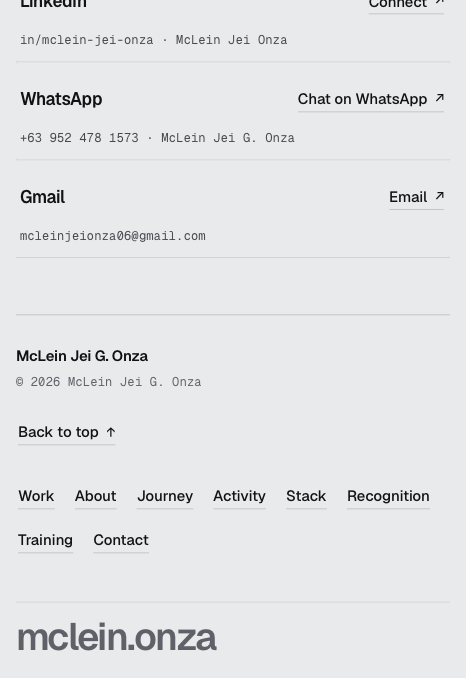 LinkedIn
Connect ↗
in/mclein-jei-onza · McLein Jei Onza
WhatsApp
Chat on WhatsApp ↗
+63 952 478 1573 · McLein Jei G. Onza
Gmail
Email ↗
mcleinjeionza06@gmail.com
McLein Jei G. Onza
© 2026 McLein Jei G. Onza
Back to top ↑
Work About Journey Activity Stack Recognition
Training Contact
mclein.onza